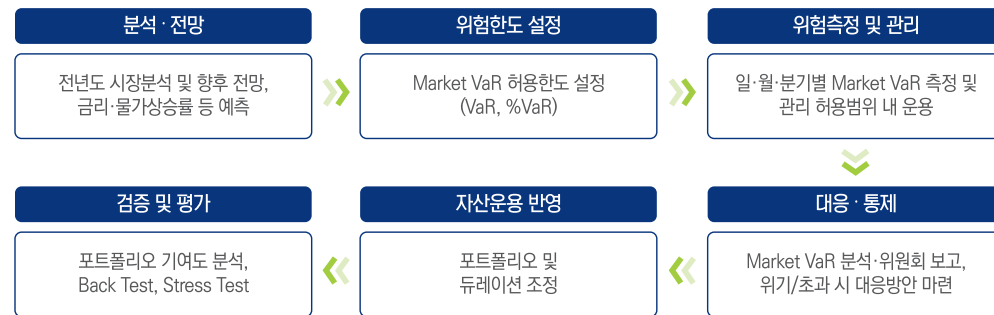 분석 · 전망
전년도 시장분석 및 향후 전망,
금리·물가상승률 등 예측
위험한도 설정
Market VaR 허용한도 설정
(VaR, %VaR)
위험측정 및 관리
일·월·분기별 Market VaR 측정 및
관리 허용범위 내 운용
대응 · 통제
Market VaR 분석·위원회 보고,
위기/초과 시 대응방안 마련
자산운용 반영
포트폴리오 및
듀레이션 조정
검증 및 평가
포트폴리오 기여도 분석,
Back Test, Stress Test